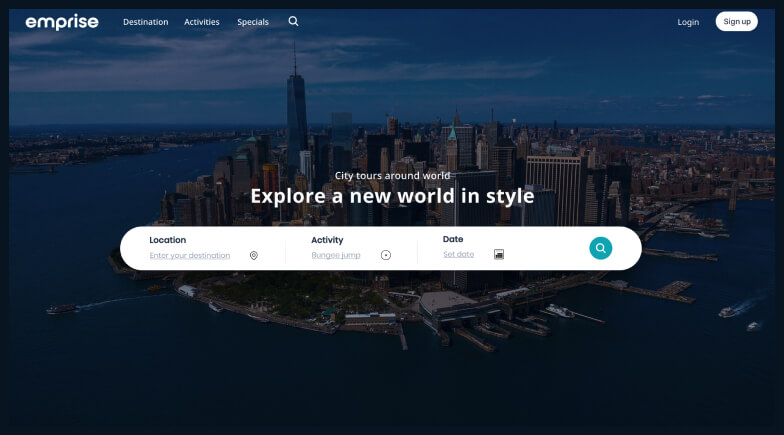 emprise
Destination
Activities
Specials
Login
Sign up
City tours around world
Explore a new world in style
Location
Enter your destination
Activity
Bungee jump
Date
Set date